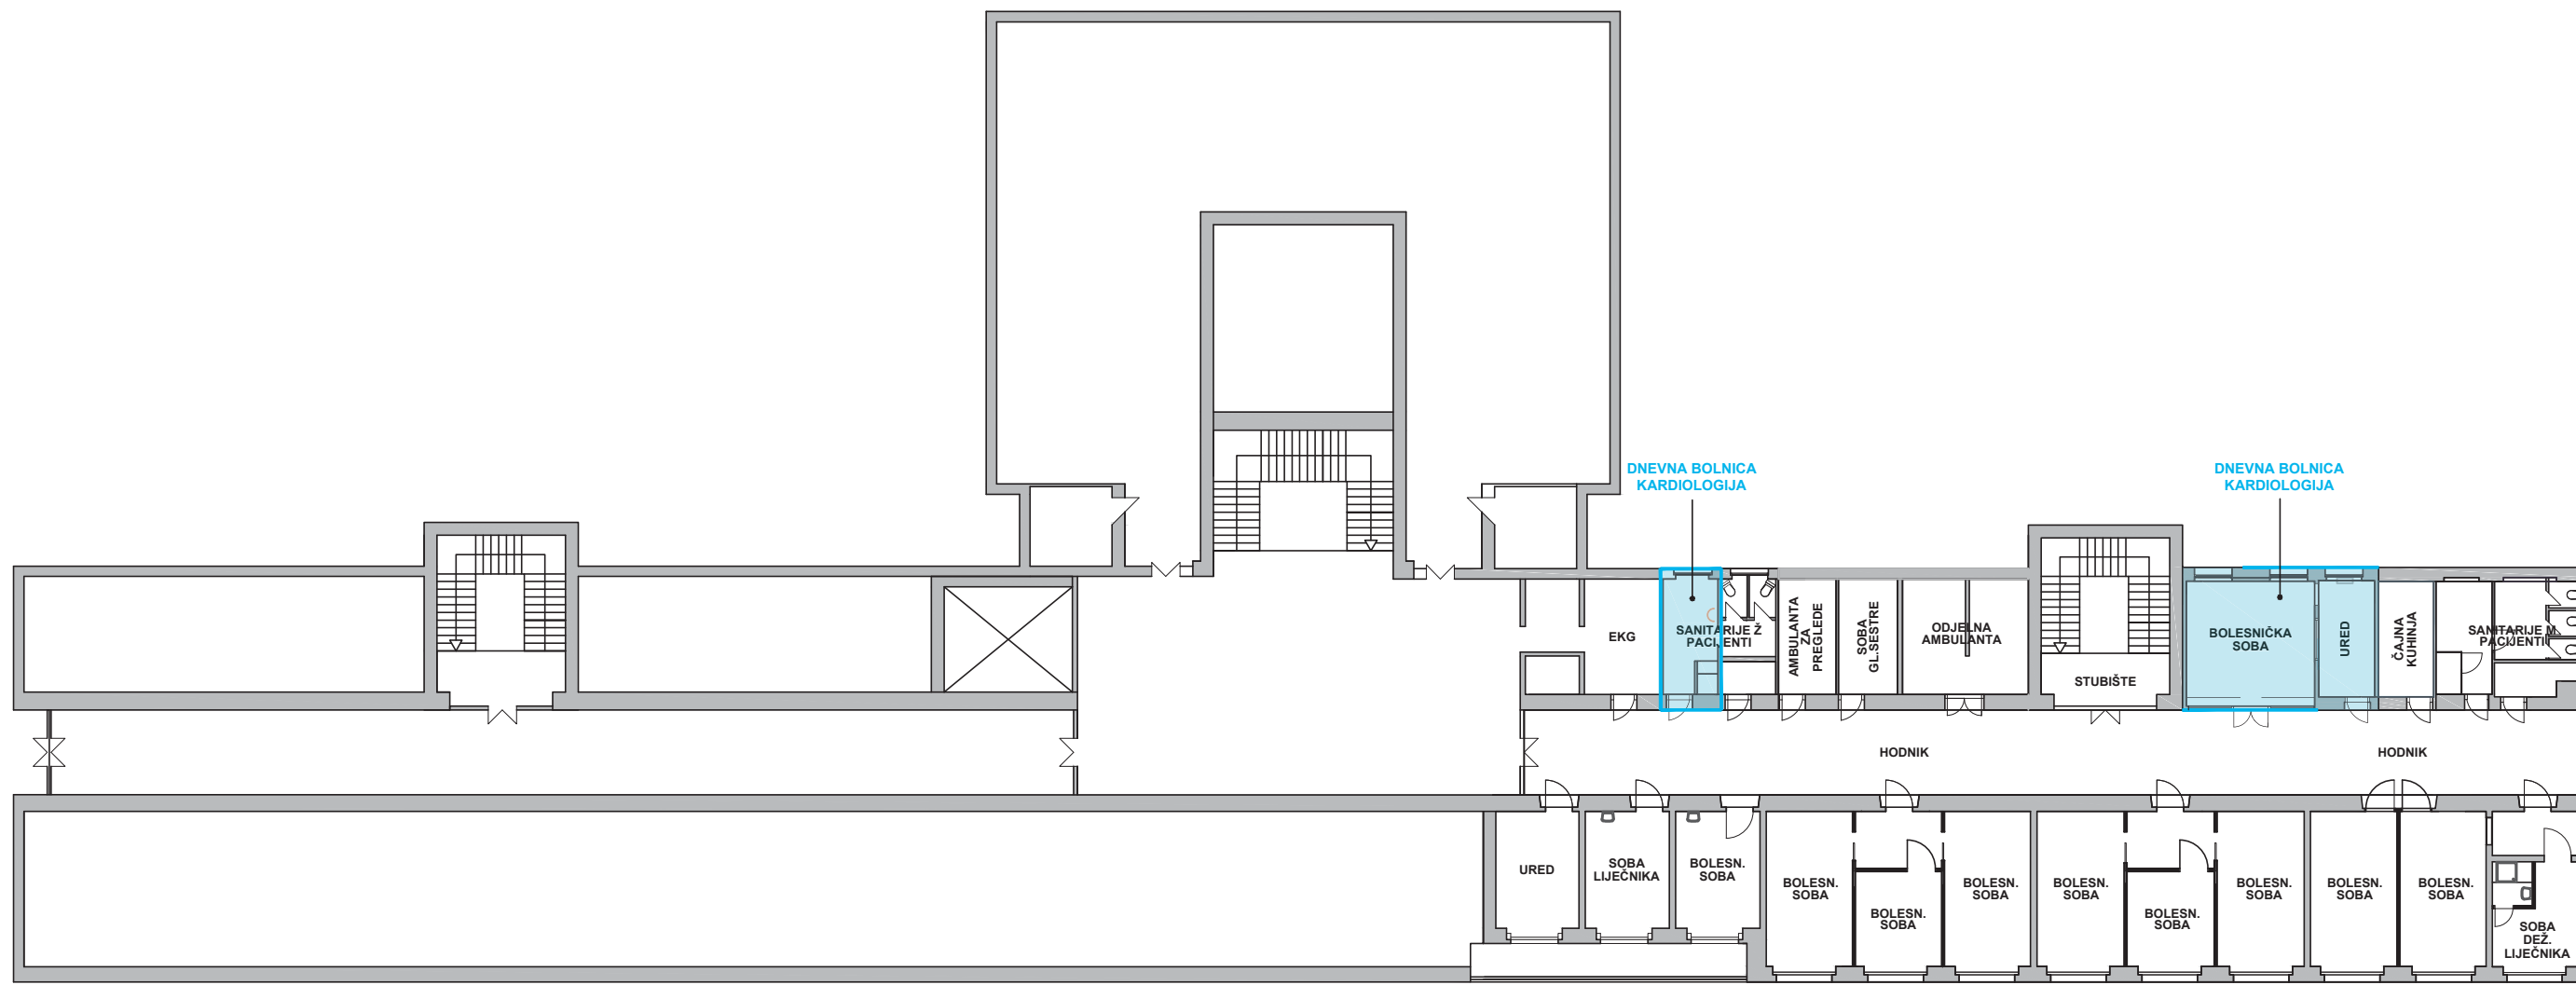 DNEVNA BOLNICA
KARDIOLOGIJA
DNEVNA BOLNICA
KARDIOLOGIJA
EKG
SANITARIJE Ž
PACIJENTI
AMBULANTA
ZA
PREGLEDE
SOBA
GL.SESTRE
ODJELNA
AMBULANTA
STUBIŠTE
BOLESNIČKA
SOBA
URED
ČAJNA
KUHINJA
SANITARIJE M
PACIJENTI
HODNIK
HODNIK
URED
SOBA
LIJEČNIKA
BOLESN.
SOBA
BOLESN.
SOBA
BOLESN.
SOBA
BOLESN.
SOBA
BOLESN.
SOBA
BOLESN.
SOBA
BOLESN.
SOBA
BOLESN.
SOBA
BOLESN.
SOBA
SOBA
DEŽ.
LIJEČNIKA